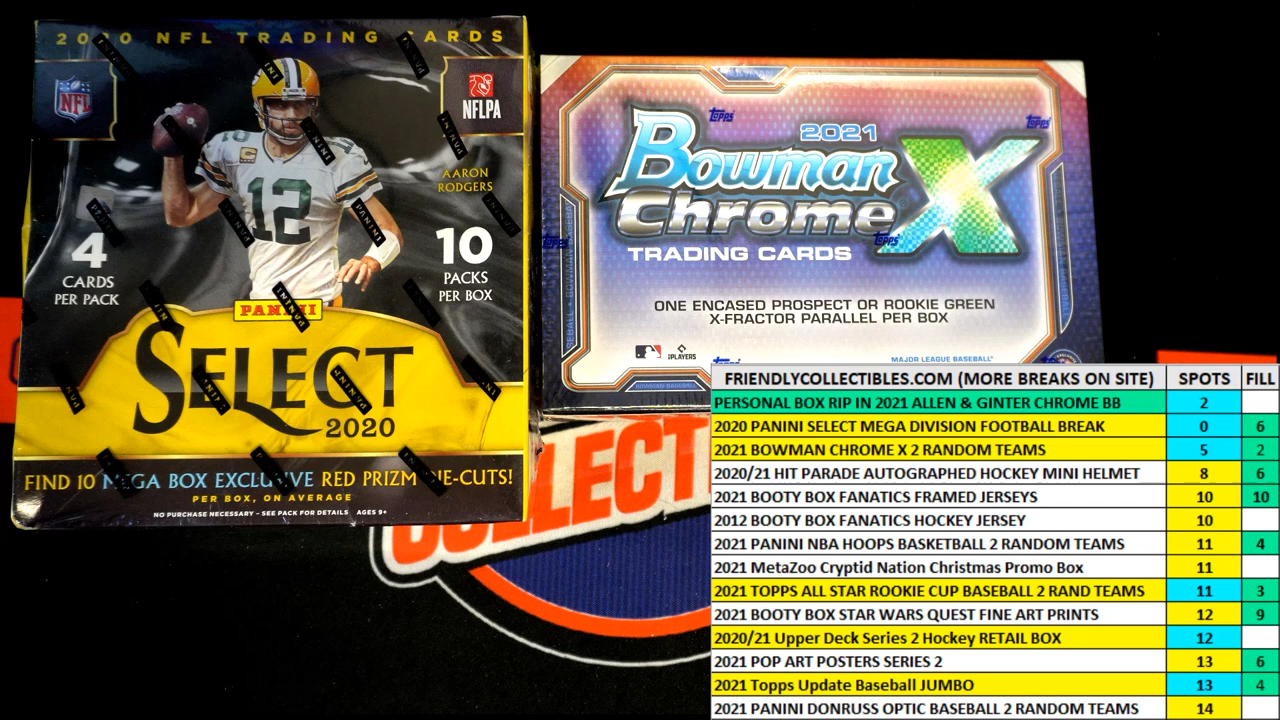 2020 NFL TRADING CARDS
NFL
NFLPA
AARON
RODGERS
12
4
CARDS
PER PACK
10
PACKS
PER BOX
PANINI
SELECT
2020
FIND 10 MEGA BOX EXCLUSIVE RED PRIZM DIE-CUTS!
PER BOX, ON AVERAGE
NO PURCHASE NECESSARY – SEE PACK FOR DETAILS AGES 9+
Topps
Topps
2021
Bowman
Chrome X
Topps
Topps
TRADING CARDS
ONE ENCASED PROSPECT OR ROOKIE GREEN
X-FRACTOR PARALLEL PER BOX
PLAYERS
MAJOR LEAGUE BASEBALL
COLLECT
FRIENDLYCOLLECTIBLES.COM (MORE BREAKS ON SITE) SPOTS FILL
PERSONAL BOX RIP IN 2021 ALLEN & GINTER CHROME BB 2
2020 PANINI SELECT MEGA DIVISION FOOTBALL BREAK 0 6
2021 BOWMAN CHROME X 2 RANDOM TEAMS 5 2
2020/21 HIT PARADE AUTOGRAPHED HOCKEY MINI HELMET 8 6
2021 BOOTY BOX FANATICS FRAMED JERSEYS 10 10
2012 BOOTY BOX FANATICS HOCKEY JERSEY 10
2021 PANINI NBA HOOPS BASKETBALL 2 RANDOM TEAMS 11 4
2021 MetaZoo Cryptid Nation Christmas Promo Box 11
2021 TOPPS ALL STAR ROOKIE CUP BASEBALL 2 RAND TEAMS 11 3
2021 BOOTY BOX STAR WARS QUEST FINE ART PRINTS 12 9
2020/21 Upper Deck Series 2 Hockey RETAIL BOX 12
2021 POP ART POSTERS SERIES 2 13 6
2021 Topps Update Baseball JUMBO 13 4
2021 PANINI DONRUSS OPTIC BASEBALL 2 RANDOM TEAMS 14